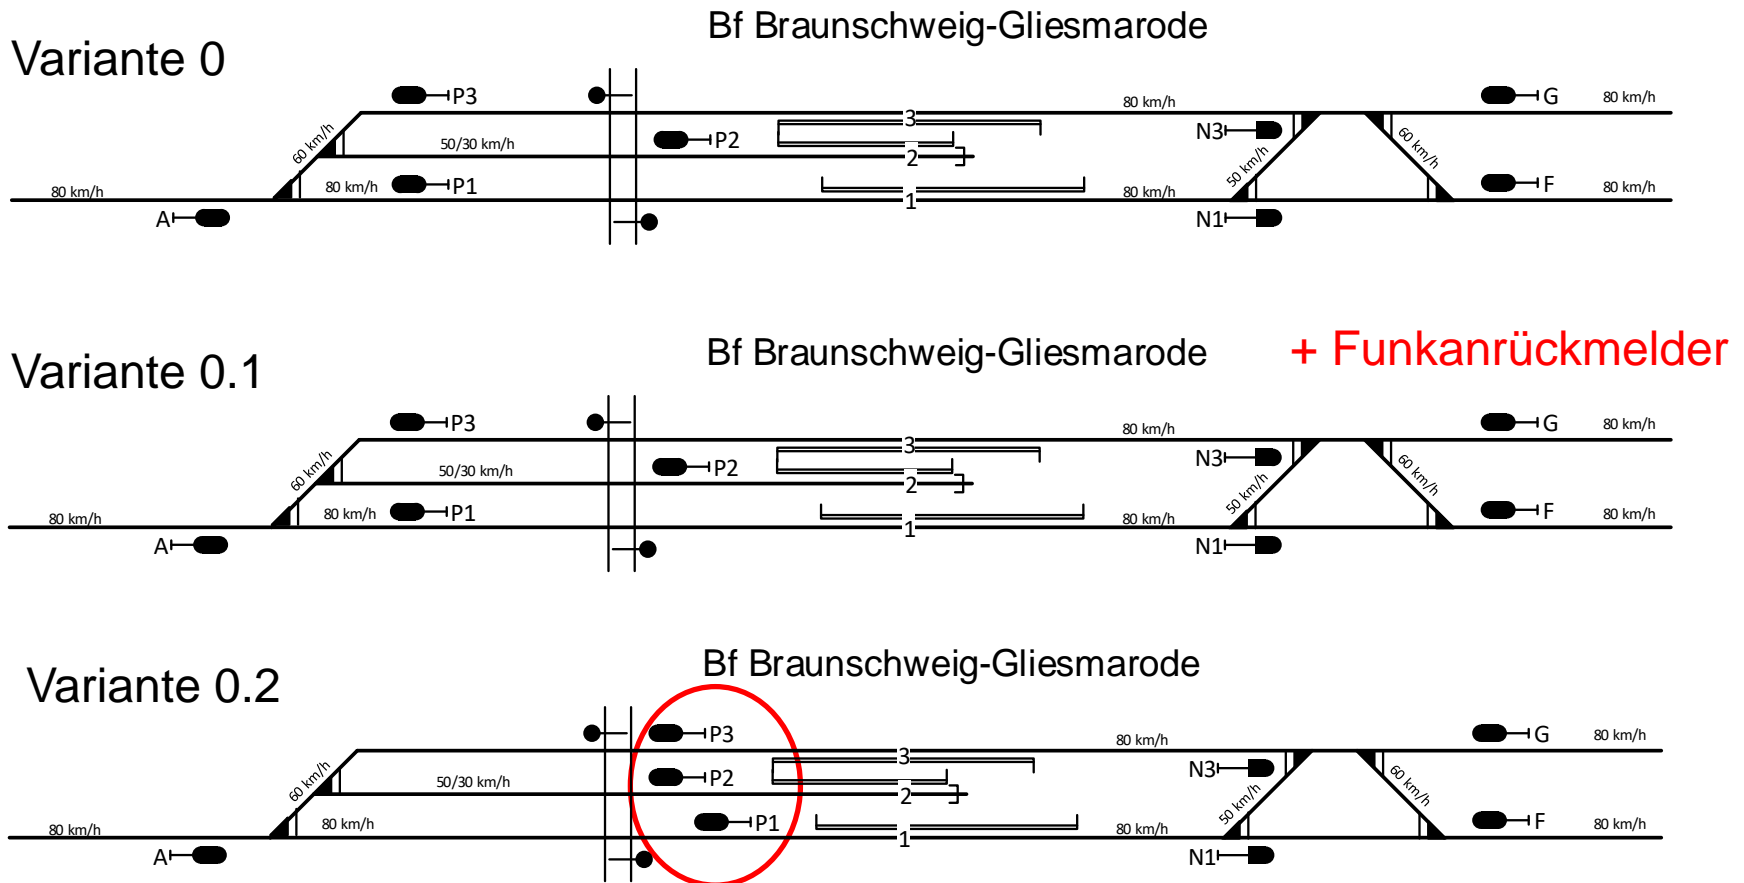 Bf Braunschweig-Gliesmarode
Variante 0
P3
80 km/h
G
80 km/h
60 km/h
50/30 km/h
P2
3
N3
60 km/h
2
80 km/h
80 km/h
P1
50 km/h
F
80 km/h
1
80 km/h
A
N1
Bf Braunschweig-Gliesmarode
+ Funkanrückmelder
Variante 0.1
P3
80 km/h
G
80 km/h
60 km/h
50/30 km/h
P2
3
N3
60 km/h
2
80 km/h
80 km/h
P1
50 km/h
F
80 km/h
1
80 km/h
A
N1
Bf Braunschweig-Gliesmarode
Variante 0.2
P3
80 km/h
G
80 km/h
60 km/h
50/30 km/h
P2
3
N3
60 km/h
2
80 km/h
80 km/h
P1
50 km/h
F
80 km/h
1
80 km/h
A
N1